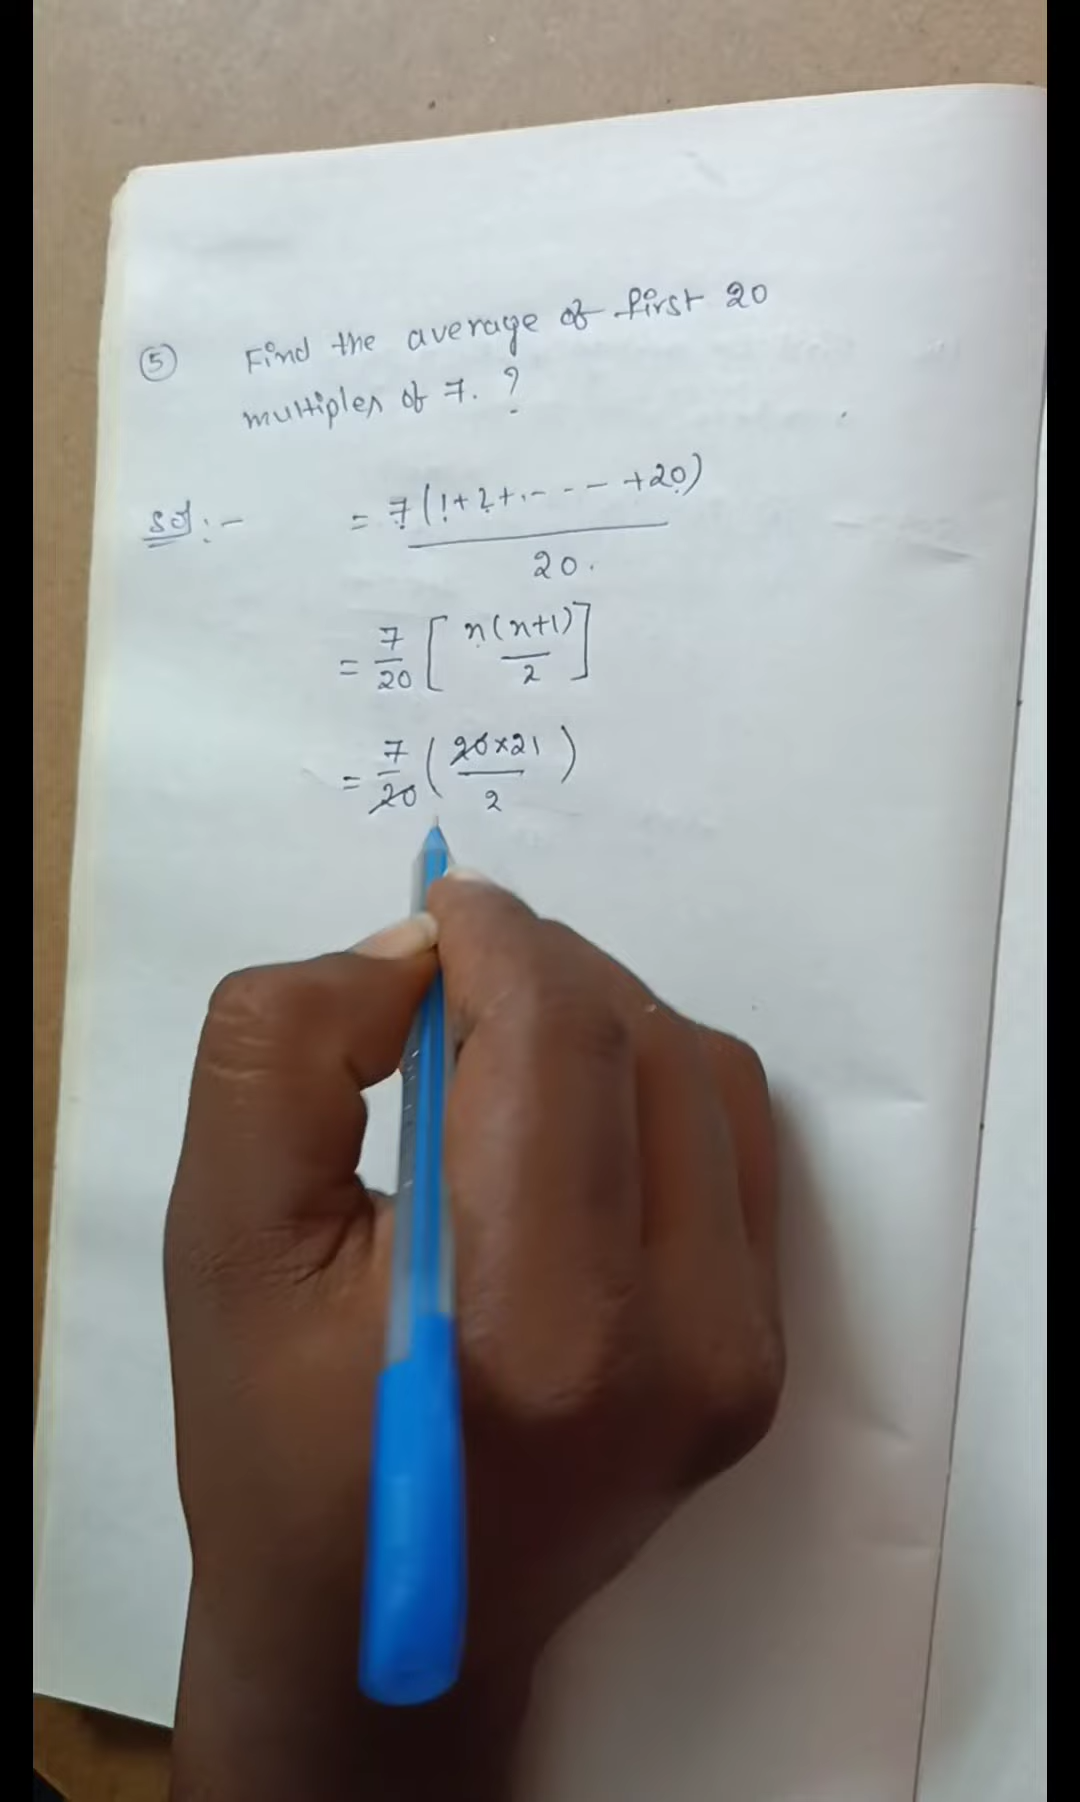 ⑤ Find the average of first 20
multiples of 7. ?
Sol :- = 7(1+2+.---+20)
20.
= 7/20 [n(n+1)/2]
= 7/20 (20×21/2)